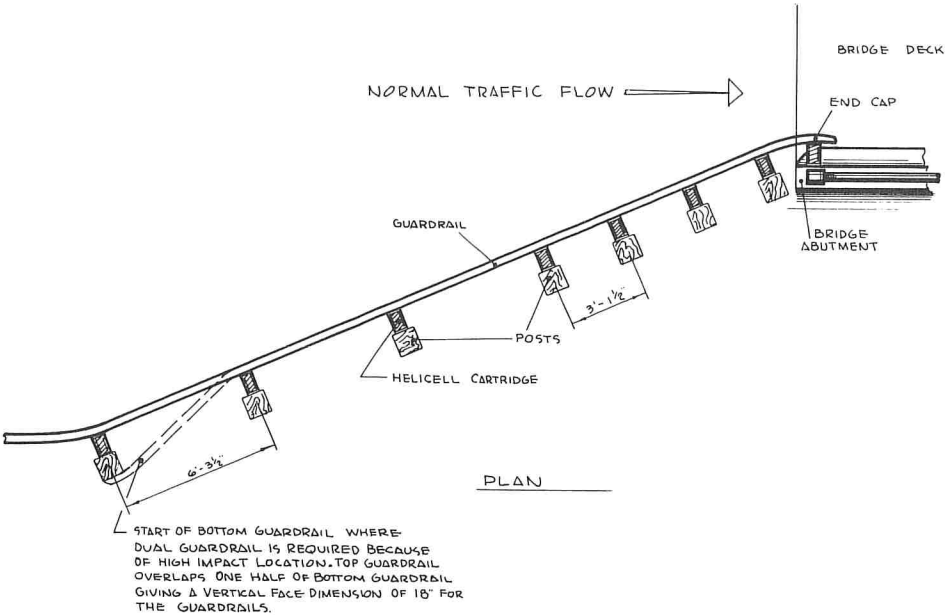 BRIDGE DECK
NORMAL TRAFFIC FLOW
END CAP
GUARDRAIL
BRIDGE
ABUTMENT
3'-1½"
POSTS
HELICELL CARTRIDGE
6'-3½"
PLAN
START OF BOTTOM GUARDRAIL WHERE
DUAL GUARDRAIL IS REQUIRED BECAUSE
OF HIGH IMPACT LOCATION. TOP GUARDRAIL
OVERLAPS ONE HALF OF BOTTOM GUARDRAIL
GIVING A VERTICAL FACE DIMENSION OF 18" FOR
THE GUARDRAILS.